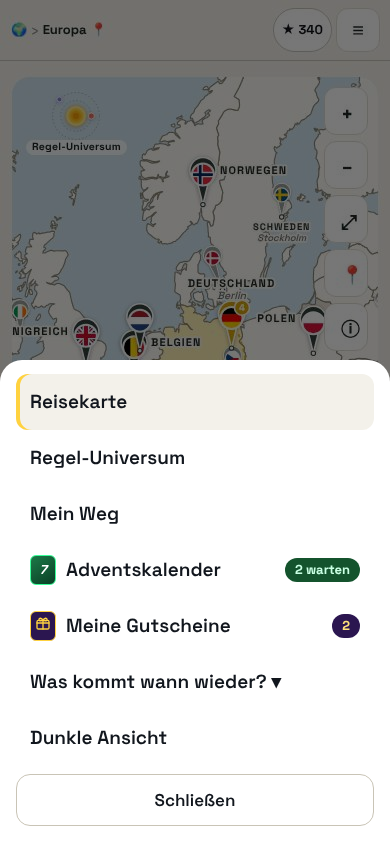 > Europa
★ 340
≡
Regel-Universum
+
−
NORWEGEN
SCHWEDEN
Stockholm
DEUTSCHLAND
Berlin
4
NIGREICH
BELGIEN
POLEN
Reisekarte
Regel-Universum
Mein Weg
7 Adventskalender 2 warten
Meine Gutscheine 2
Was kommt wann wieder? ▼
Dunkle Ansicht
Schließen